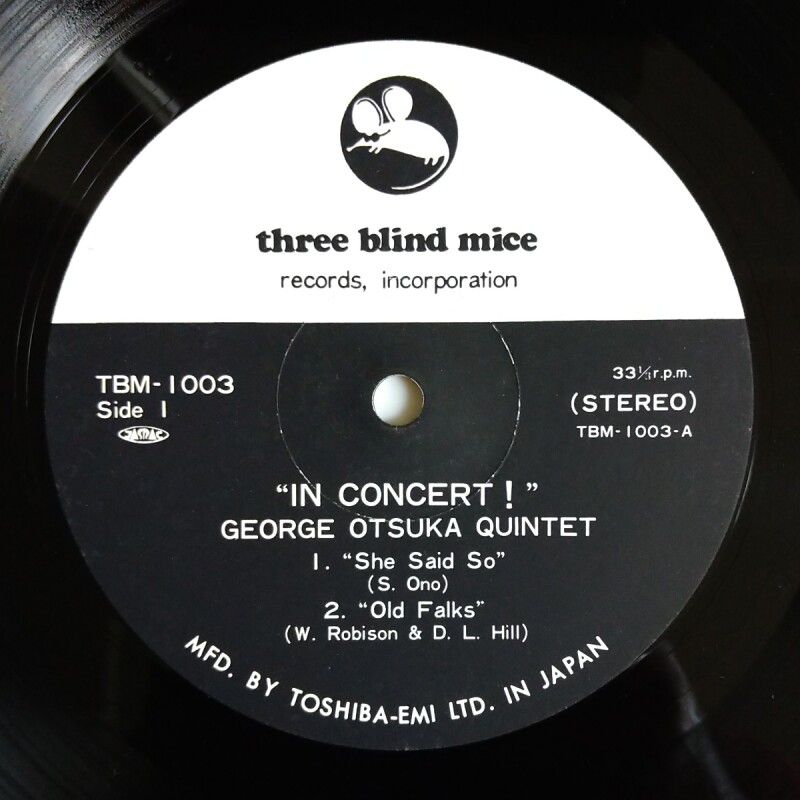 three blind mice
records, incorporation
TBM-1003
Side 1
JASRAC
33⅓r.p.m.
(STEREO)
TBM-1003-A
“IN CONCERT ! ”
GEORGE OTSUKA QUINTET
1. “She Said So”
(S. Ono)
2. “Old Falks”
(W. Robison & D. L. Hill)
MFD. BY TOSHIBA-EMI LTD. IN JAPAN